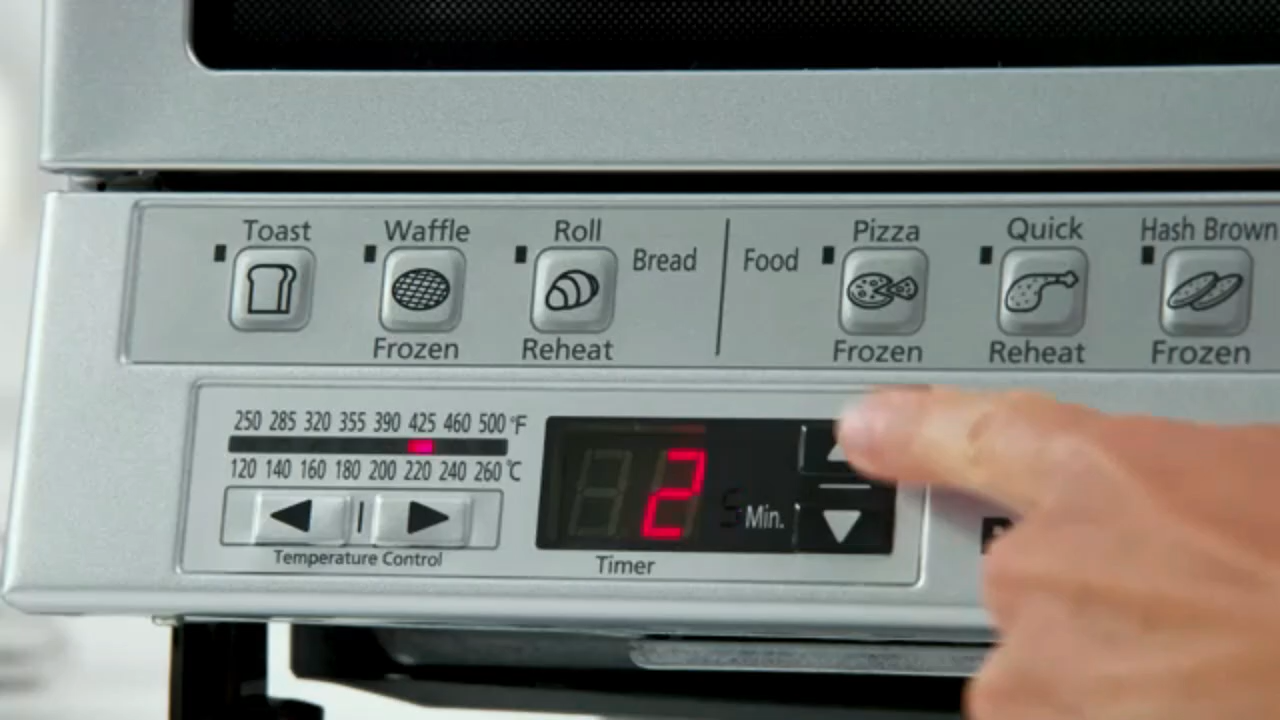 Toast Waffle Roll Pizza Quick Hash Brown
Bread Food
Frozen Reheat Frozen Reheat Frozen
250 285 320 355 390 425 460 500 °F
120 140 160 180 200 220 240 260 °C
2 Min.
Temperature Control Timer